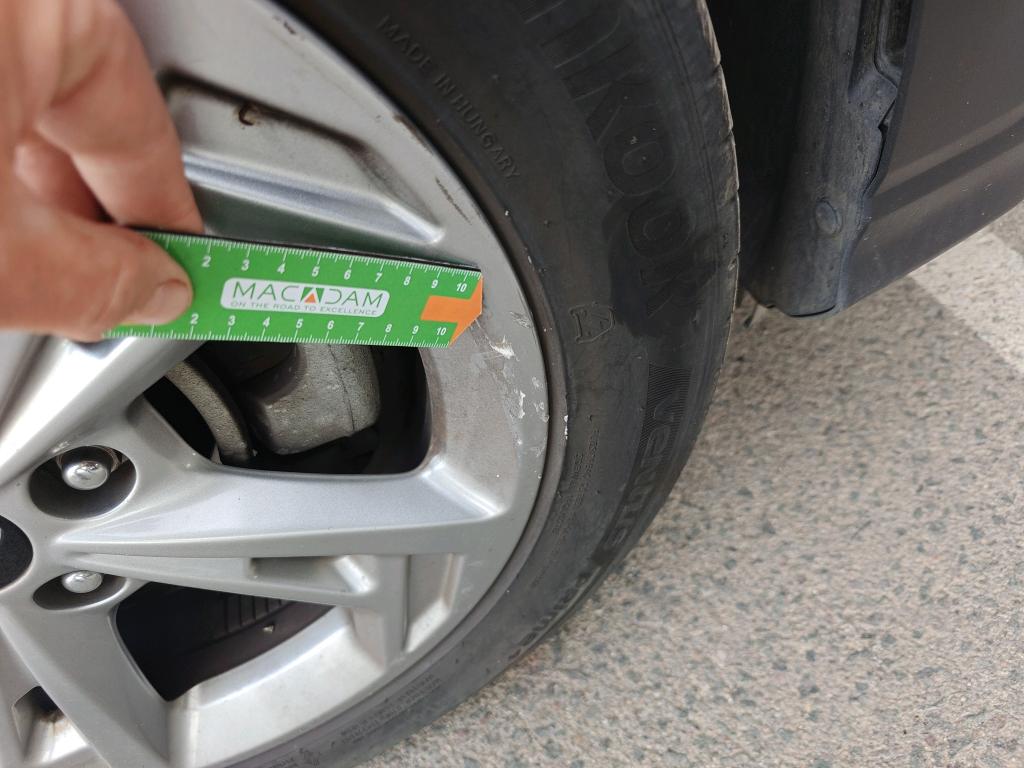 MADE IN HUNGARY
nkook
2 3 4 5 6 7 8 9 10
MACADAM
ON THE ROAD TO EXCELLENCE
2 3 4 5 6 7 8 9 10
Ventus